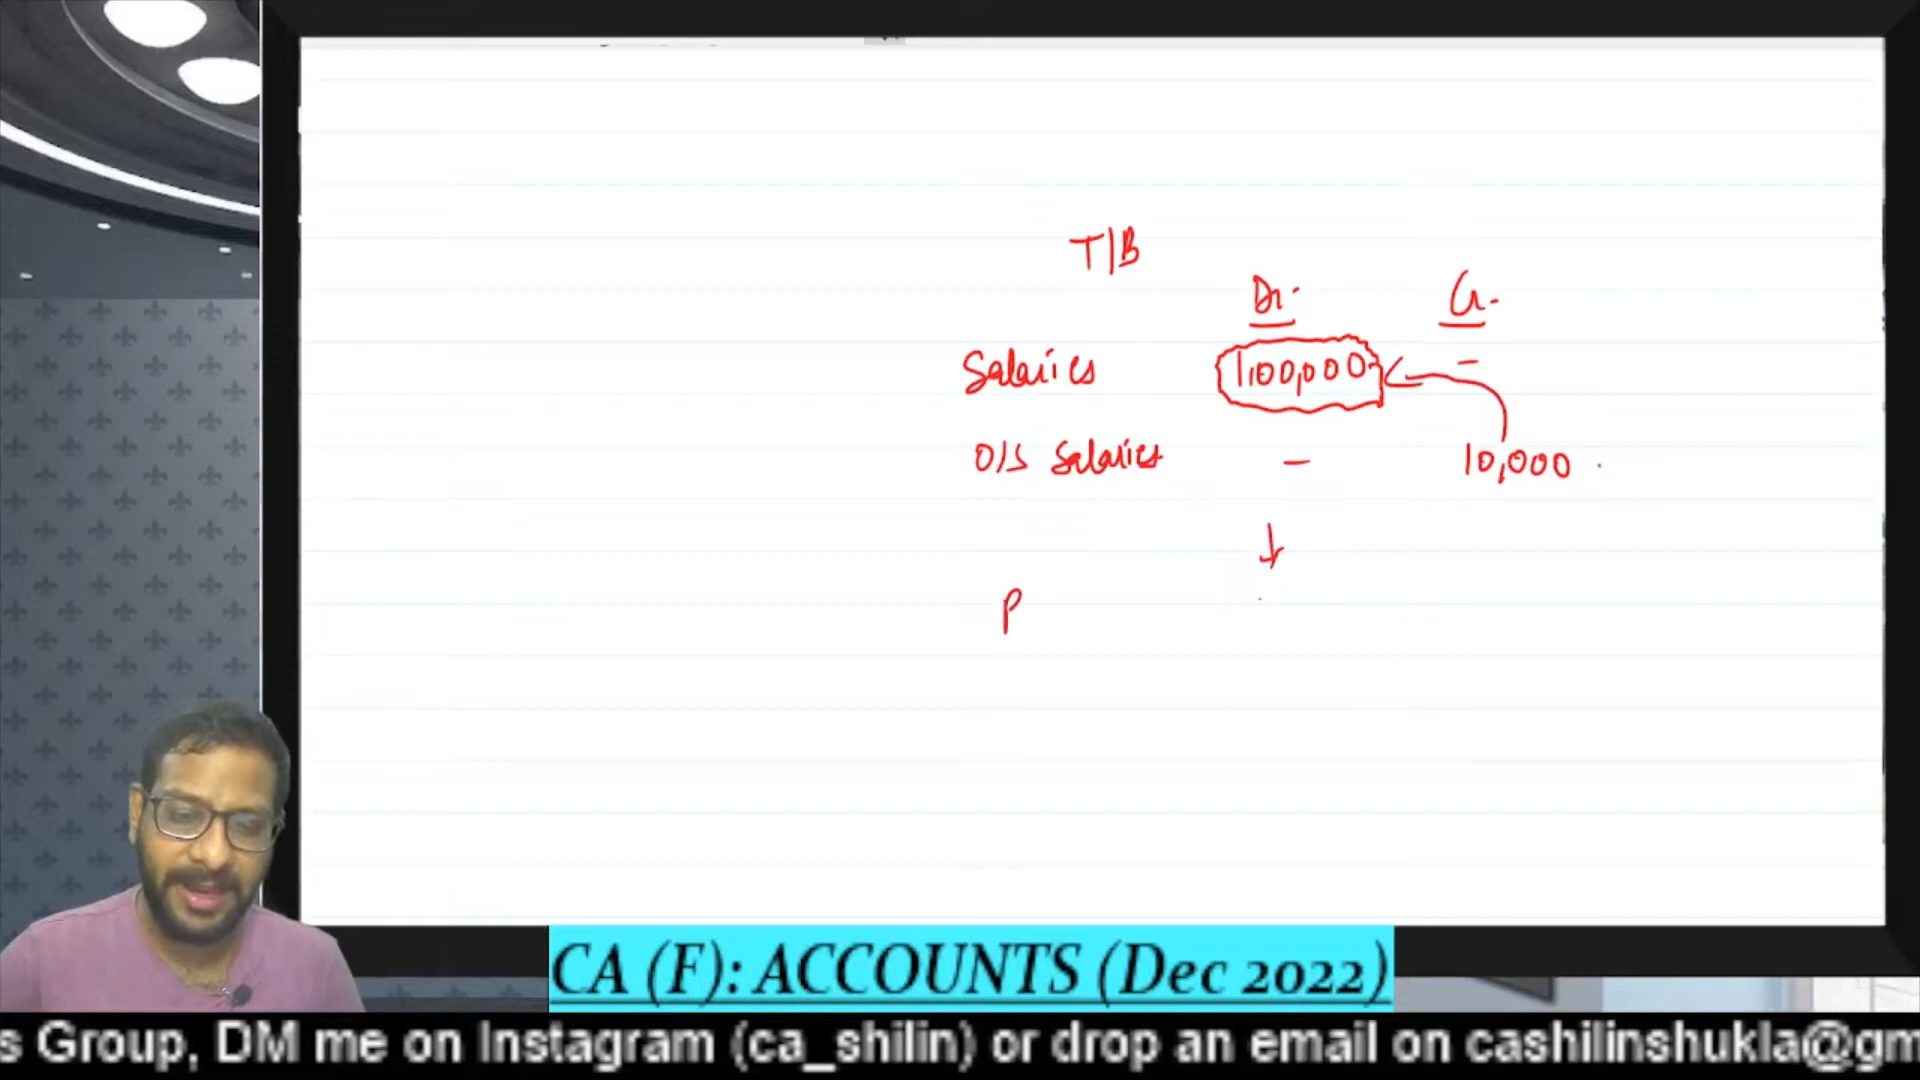 T/B
Dr. Cr.
Salaries 1,00,000 -
O/S Salaries - 10,000
P
CA (F): ACCOUNTS (Dec 2022)
s Group, DM me on Instagram (ca_shilin) or drop an email on cashilinshukla@gm